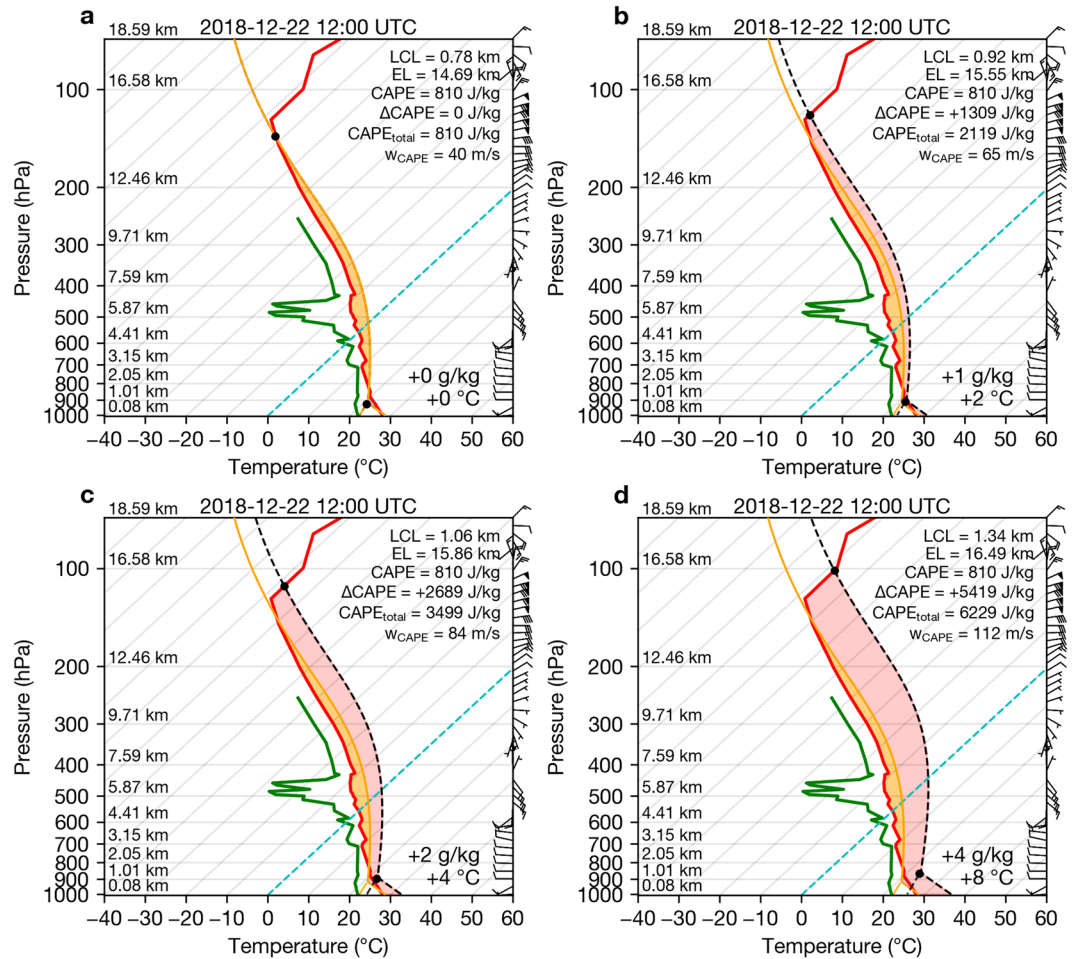 a
2018-12-22 12:00 UTC
18.59 km
LCL = 0.78 km
EL = 14.69 km
CAPE = 810 J/kg
ΔCAPE = +0 J/kg
CAPEtotal = 810 J/kg
wCAPE = 40 m/s
16.58 km
12.46 km
9.71 km
7.59 km
5.87 km
4.41 km
3.15 km
2.05 km
1.01 km
0.08 km
+0 g/kg
+0 °C
100
200
300
400
500
600
700
800
900
1000
Pressure (hPa)
−40 −30 −20 −10 0 10 20 30 40 50 60
Temperature (°C)
b
2018-12-22 12:00 UTC
18.59 km
LCL = 0.92 km
EL = 15.55 km
CAPE = 810 J/kg
ΔCAPE = +1309 J/kg
CAPEtotal = 2119 J/kg
wCAPE = 65 m/s
16.58 km
12.46 km
9.71 km
7.59 km
5.87 km
4.41 km
3.15 km
2.05 km
1.01 km
0.08 km
+1 g/kg
+2 °C
100
200
300
400
500
600
700
800
900
1000
Pressure (hPa)
−40 −30 −20 −10 0 10 20 30 40 50 60
Temperature (°C)
c
2018-12-22 12:00 UTC
18.59 km
LCL = 1.06 km
EL = 15.86 km
CAPE = 810 J/kg
ΔCAPE = +2689 J/kg
CAPEtotal = 3499 J/kg
wCAPE = 84 m/s
16.58 km
12.46 km
9.71 km
7.59 km
5.87 km
4.41 km
3.15 km
2.05 km
1.01 km
0.08 km
+2 g/kg
+4 °C
100
200
300
400
500
600
700
800
900
1000
Pressure (hPa)
−40 −30 −20 −10 0 10 20 30 40 50 60
Temperature (°C)
d
2018-12-22 12:00 UTC
18.59 km
LCL = 1.34 km
EL = 16.49 km
CAPE = 810 J/kg
ΔCAPE = +5419 J/kg
CAPEtotal = 6229 J/kg
wCAPE = 112 m/s
16.58 km
12.46 km
9.71 km
7.59 km
5.87 km
4.41 km
3.15 km
2.05 km
1.01 km
0.08 km
+4 g/kg
+8 °C
100
200
300
400
500
600
700
800
900
1000
Pressure (hPa)
−40 −30 −20 −10 0 10 20 30 40 50 60
Temperature (°C)